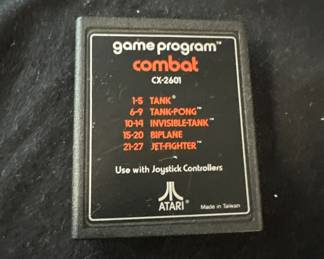 game program™
combat
CX-2601
1-5 TANK®
6-9 TANK-PONG™
10-14 INVISIBLE-TANK™
15-20 BIPLANE
21-27 JET-FIGHTER™
Use with Joystick Controllers
ATARI®
Made in Taiwan